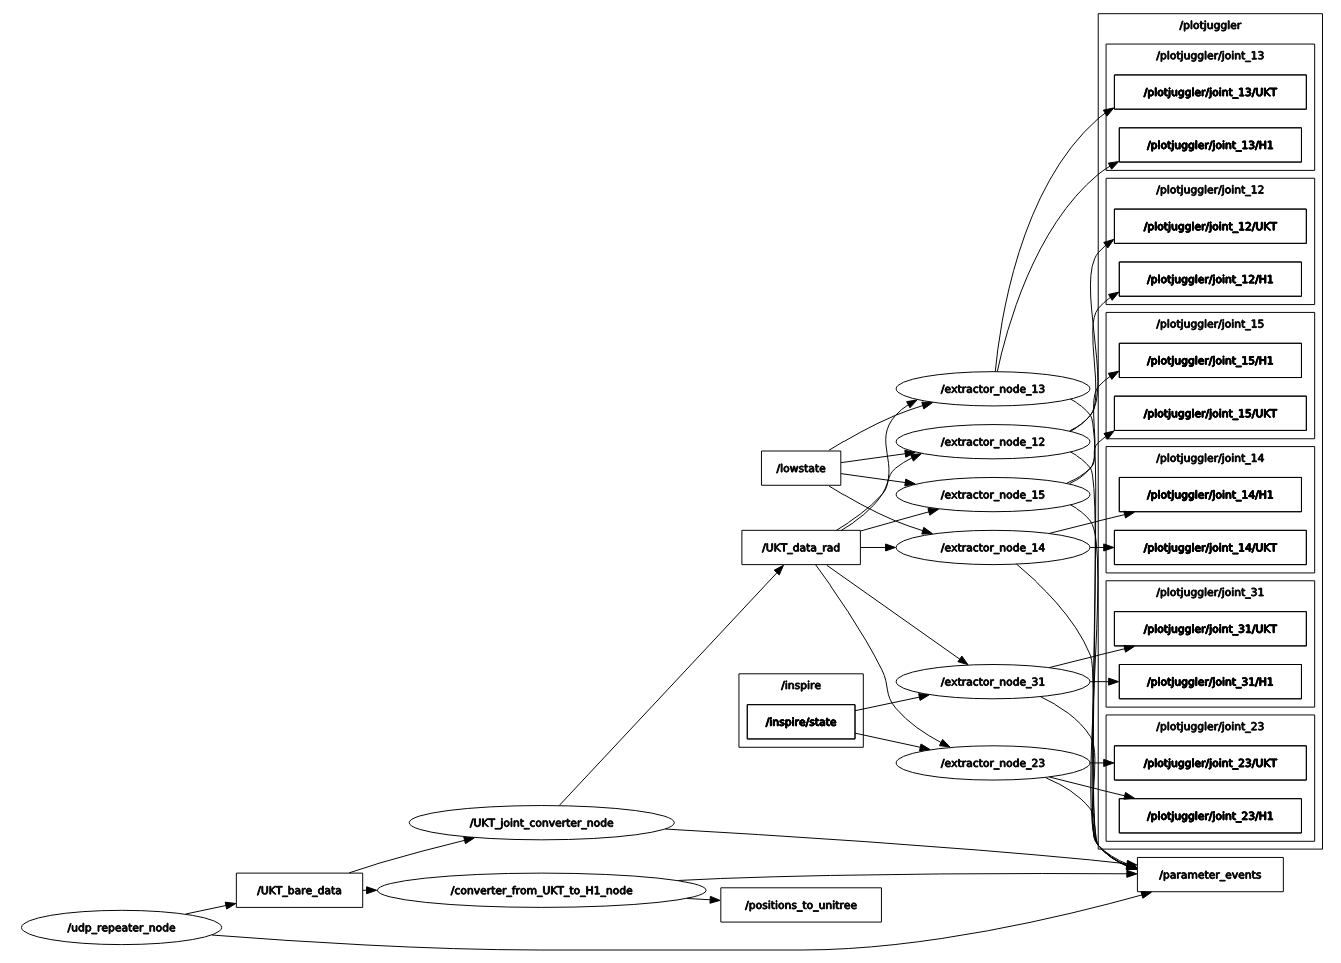 /plotjuggler
/plotjuggler/joint_13
/plotjuggler/joint_13/UKT
/plotjuggler/joint_13/H1
/plotjuggler/joint_12
/plotjuggler/joint_12/UKT
/plotjuggler/joint_12/H1
/plotjuggler/joint_15
/plotjuggler/joint_15/H1
/extractor_node_13
/plotjuggler/joint_15/UKT
/extractor_node_12
/plotjuggler/joint_14
/lowstate
/extractor_node_15
/plotjuggler/joint_14/H1
/UKT_data_rad
/extractor_node_14
/plotjuggler/joint_14/UKT
/plotjuggler/joint_31
/plotjuggler/joint_31/UKT
/inspire
/extractor_node_31
/plotjuggler/joint_31/H1
/inspire/state
/plotjuggler/joint_23
/extractor_node_23
/plotjuggler/joint_23/UKT
/plotjuggler/joint_23/H1
/UKT_joint_converter_node
/parameter_events
/UKT_bare_data
/converter_from_UKT_to_H1_node
/positions_to_unitree
/udp_repeater_node